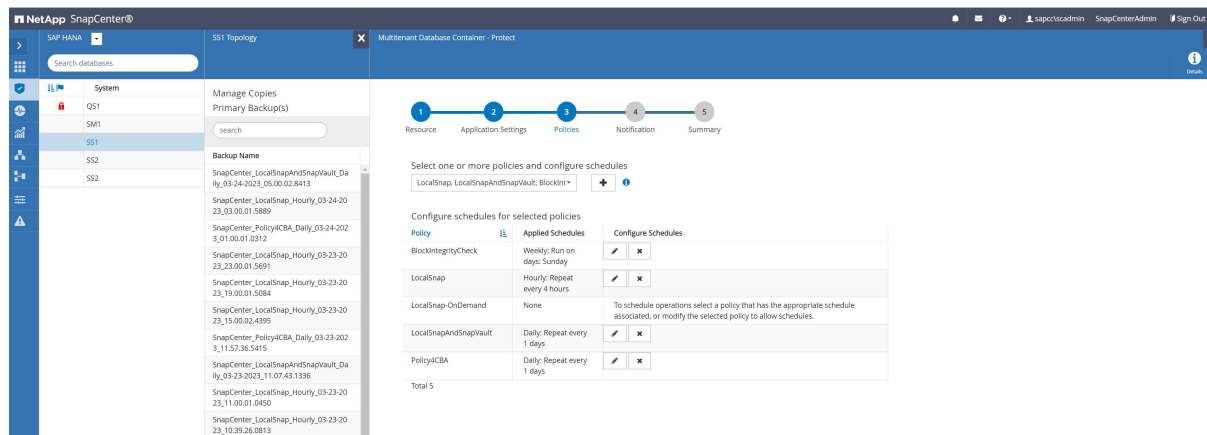 NetApp SnapCenter®
sapcc\scadmin SnapCenterAdmin Sign Out
SAP HANA
Search databases
System
QS1
SM1
SS1
SS2
SS2
SS1 Topology
Manage Copies
Primary Backup(s)
search
Backup Name
SnapCenter_LocalSnapAndSnapVault_Da
ily_03-24-2023_05.00.02.8413
SnapCenter_LocalSnap_Hourly_03-24-20
23_03.00.01.5889
SnapCenter_Policy4CBA_Daily_03-24-202
3_01.00.01.0312
SnapCenter_LocalSnap_Hourly_03-23-20
23_23.00.01.5691
SnapCenter_LocalSnap_Hourly_03-23-20
23_19.00.01.5084
SnapCenter_LocalSnap_Hourly_03-23-20
23_15.00.02.4395
SnapCenter_Policy4CBA_Daily_03-23-202
3_11.57.36.5415
SnapCenter_LocalSnapAndSnapVault_Da
ily_03-23-2023_11.07.43.1336
SnapCenter_LocalSnap_Hourly_03-23-20
23_11.00.01.0450
SnapCenter_LocalSnap_Hourly_03-23-20
23_10.39.26.0813
Multitenant Database Container - Protect
Details
1 2 3 4 5
Resource Application Settings Policies Notification Summary
Select one or more policies and configure schedules
LocalSnap, LocalSnapAndSnapVault, BlockInt
Configure schedules for selected policies
Policy Applied Schedules Configure Schedules
BlockIntegrityCheck Weekly: Run on
days: Sunday
LocalSnap Hourly: Repeat
every 4 hours
LocalSnap-OnDemand None To schedule operations select a policy that has the appropriate schedule
associated, or modify the selected policy to allow schedules.
LocalSnapAndSnapVault Daily: Repeat every
1 days
Policy4CBA Daily: Repeat every
1 days
Total 5